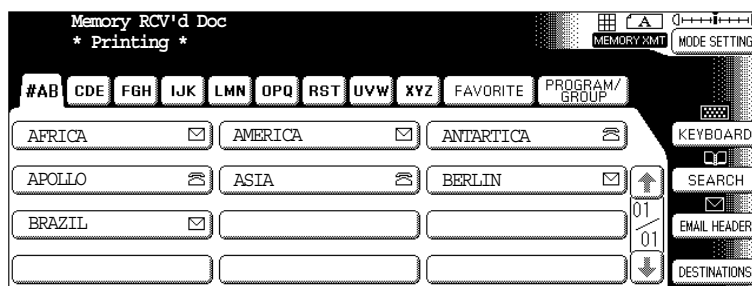 Memory RCV'd Doc
* Printing *
A
MEMORY XMT
MODE SETTING
#AB CDE FGH IJK LMN OPQ RST UVW XYZ FAVORITE PROGRAM/
GROUP
AFRICA AMERICA ANTARTICA
KEYBOARD
APOLLO ASIA BERLIN
SEARCH
BRAZIL
01
01
EMAIL HEADER
DESTINATIONS